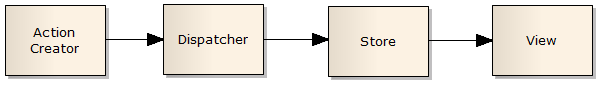 Action
Creator
Dispatcher
Store
View